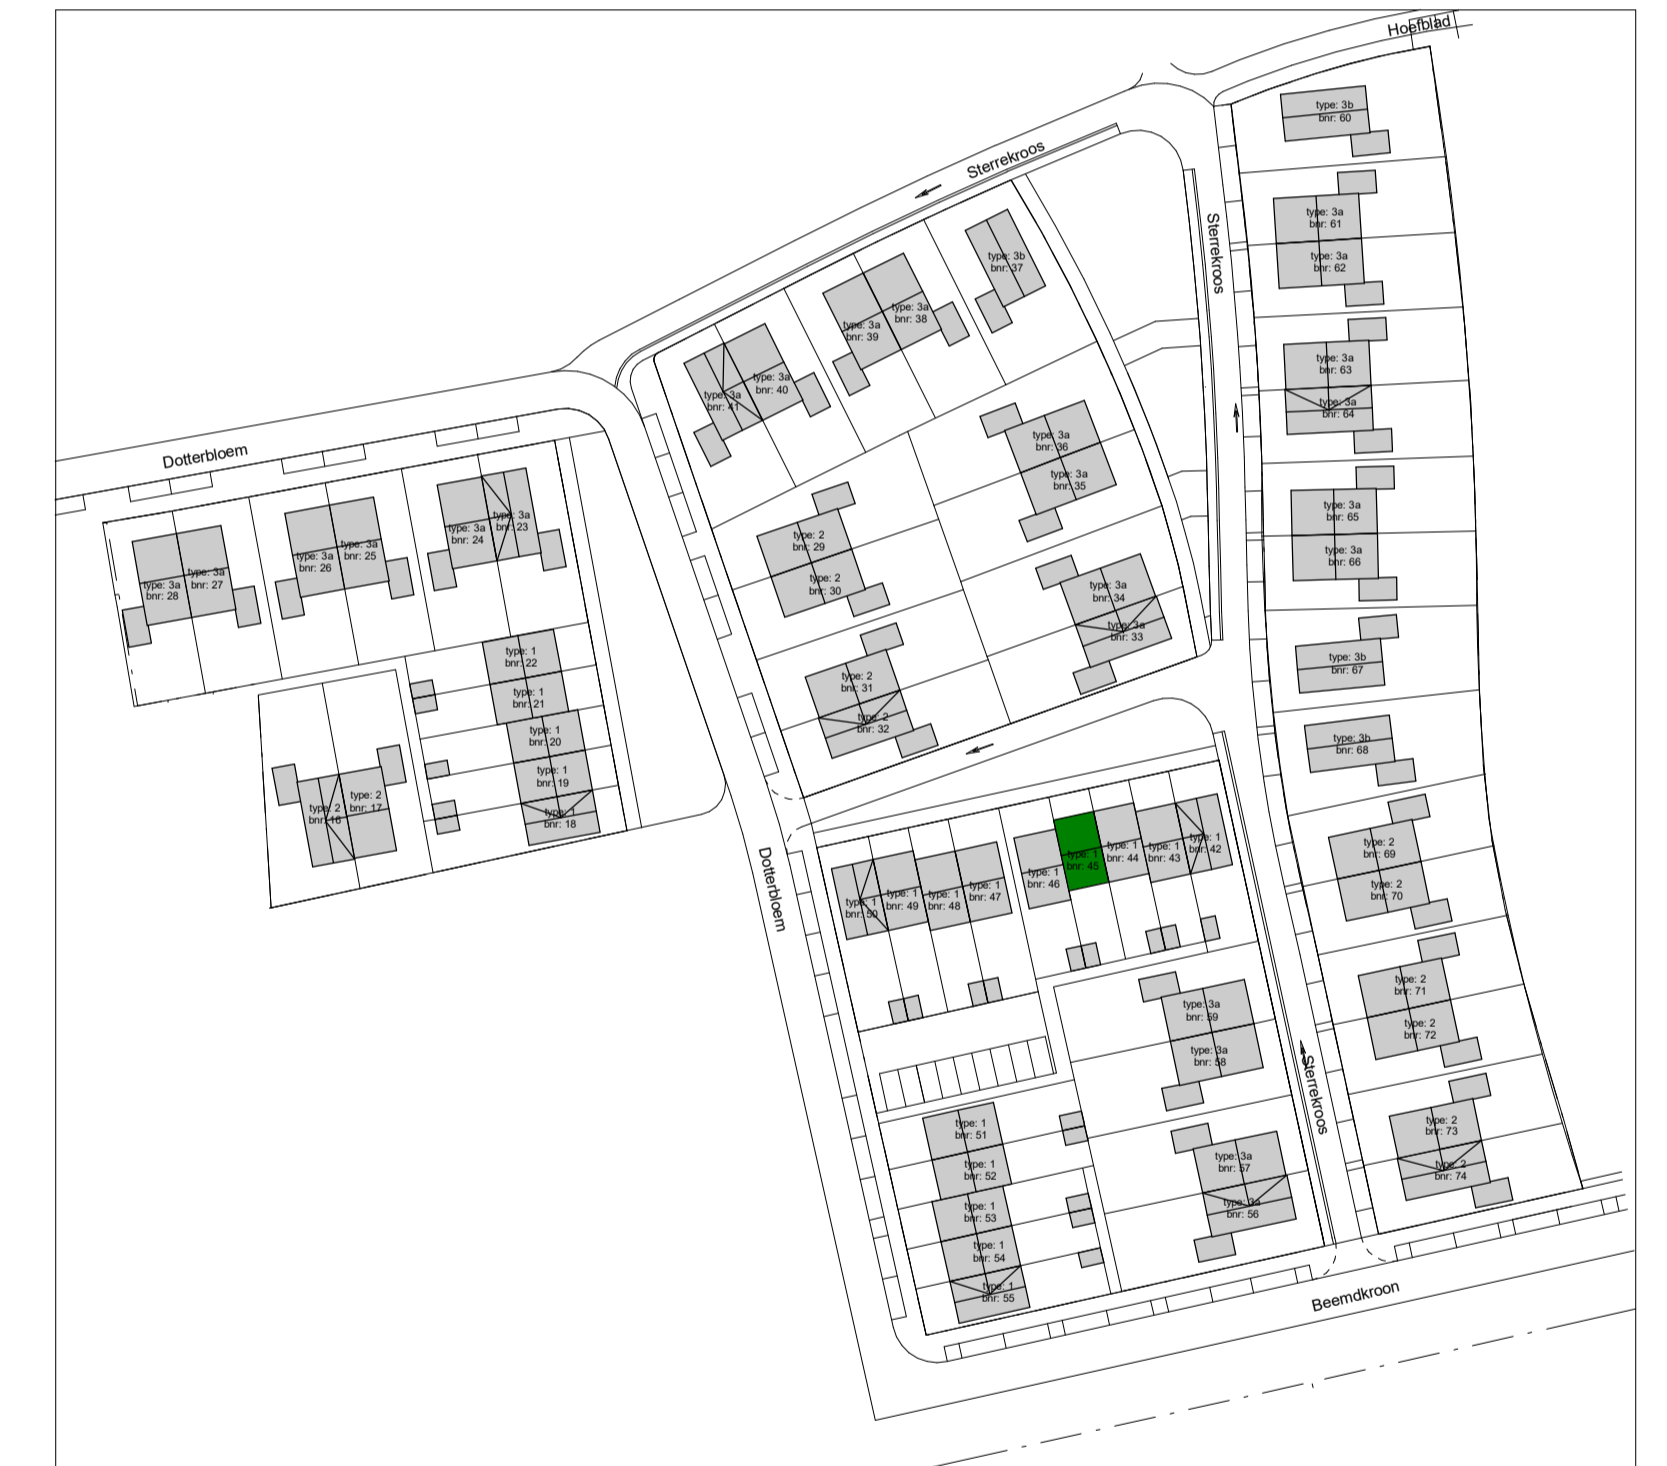 Hoefblad
Sterrekroos
Sterrekroos
Dotterbloem
Dotterbloem
Sterrekroos
Beemdkroon
type: 3b
bnr: 60
type: 3a
bnr: 61
type: 3a
bnr: 62
type: 3a
bnr: 63
type: 3a
bnr: 64
type: 3a
bnr: 65
type: 3a
bnr: 66
type: 3b
bnr: 67
type: 3b
bnr: 68
type: 2
bnr: 69
type: 2
bnr: 70
type: 2
bnr: 71
type: 2
bnr: 72
type: 2
bnr: 73
type: 2
bnr: 74
type: 3b
bnr: 37
type: 3a
bnr: 38
type: 3a
bnr: 39
type: 3a
bnr: 40
type: 3a
bnr: 41
type: 3a
bnr: 36
type: 3a
bnr: 35
type: 3a
bnr: 34
type: 3a
bnr: 33
type: 2
bnr: 29
type: 2
bnr: 30
type: 2
bnr: 31
type: 2
bnr: 32
type: 3a
bnr: 23
type: 3a
bnr: 24
type: 3a
bnr: 25
type: 3a
bnr: 26
type: 3a
bnr: 27
type: 3a
bnr: 28
type: 1
bnr: 22
type: 1
bnr: 21
type: 1
bnr: 20
type: 1
bnr: 19
type: 1
bnr: 18
type: 2
bnr: 17
type: 2
bnr: 16
type: 1
bnr: 42
type: 1
bnr: 43
type: 1
bnr: 44
type: 1
bnr: 45
type: 1
bnr: 46
type: 1
bnr: 47
type: 1
bnr: 48
type: 1
bnr: 49
type: 1
bnr: 50
type: 3a
bnr: 59
type: 3a
bnr: 58
type: 3a
bnr: 57
type: 3a
bnr: 56
type: 1
bnr: 51
type: 1
bnr: 52
type: 1
bnr: 53
type: 1
bnr: 54
type: 1
bnr: 55